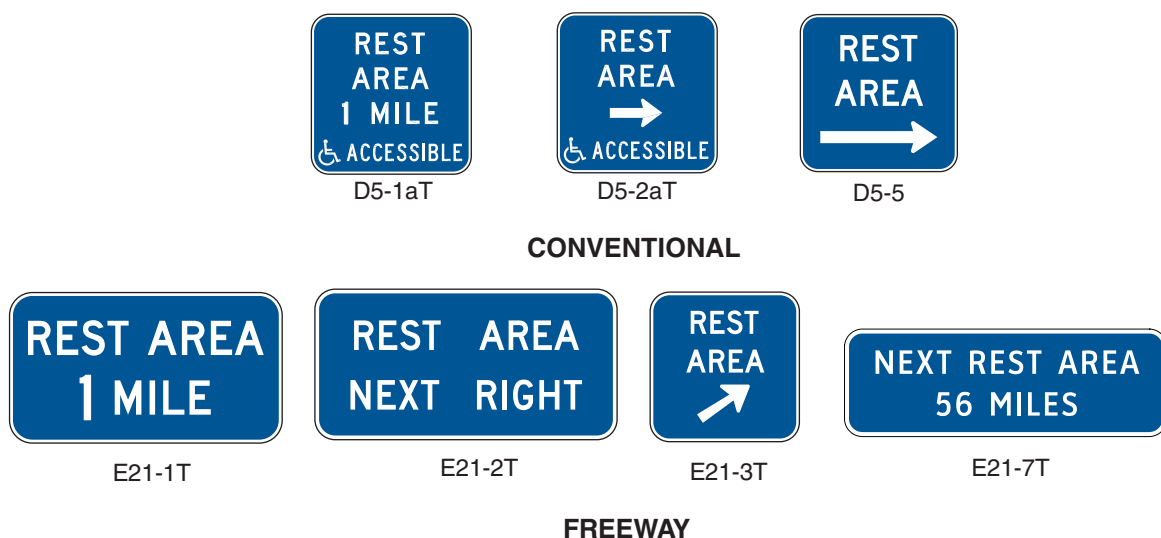 REST
AREA
1 MILE
ACCESSIBLE
D5-1aT
REST
AREA
ACCESSIBLE
D5-2aT
REST
AREA
D5-5
CONVENTIONAL
REST AREA
1 MILE
E21-1T
REST AREA
NEXT RIGHT
E21-2T
REST
AREA
E21-3T
NEXT REST AREA
56 MILES
E21-7T
FREEWAY